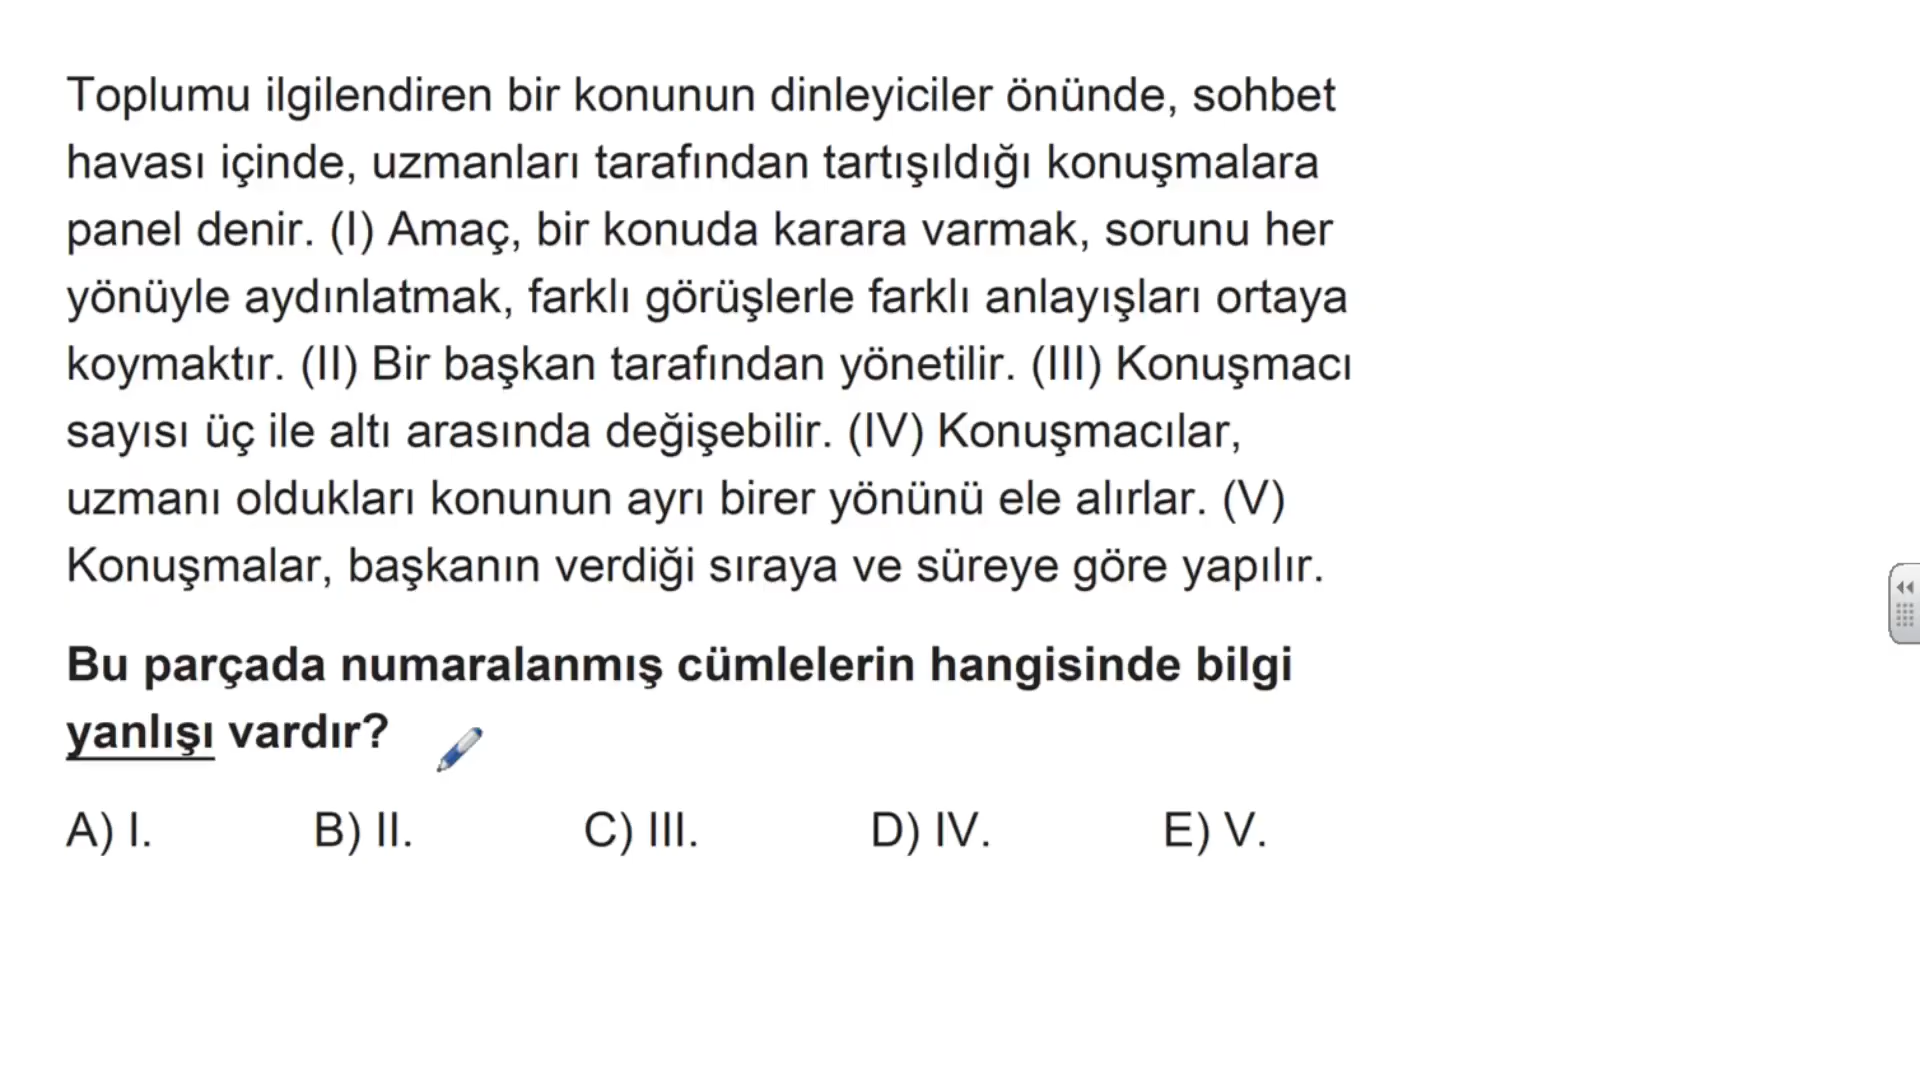 Toplumu ilgilendiren bir konunun dinleyiciler önünde, sohbet
havası içinde, uzmanları tarafından tartışıldığı konuşmalara
panel denir. (I) Amaç, bir konuda karara varmak, sorunu her
yönüyle aydınlatmak, farklı görüşlerle farklı anlayışları ortaya
koymaktır. (II) Bir başkan tarafından yönetilir. (III) Konuşmacı
sayısı üç ile altı arasında değişebilir. (IV) Konuşmacılar,
uzmanı oldukları konunun ayrı birer yönünü ele alırlar. (V)
Konuşmalar, başkanın verdiği sıraya ve süreye göre yapılır.
Bu parçada numaralanmış cümlelerin hangisinde bilgi
yanlışı vardır?
A) I. B) II. C) III. D) IV. E) V.